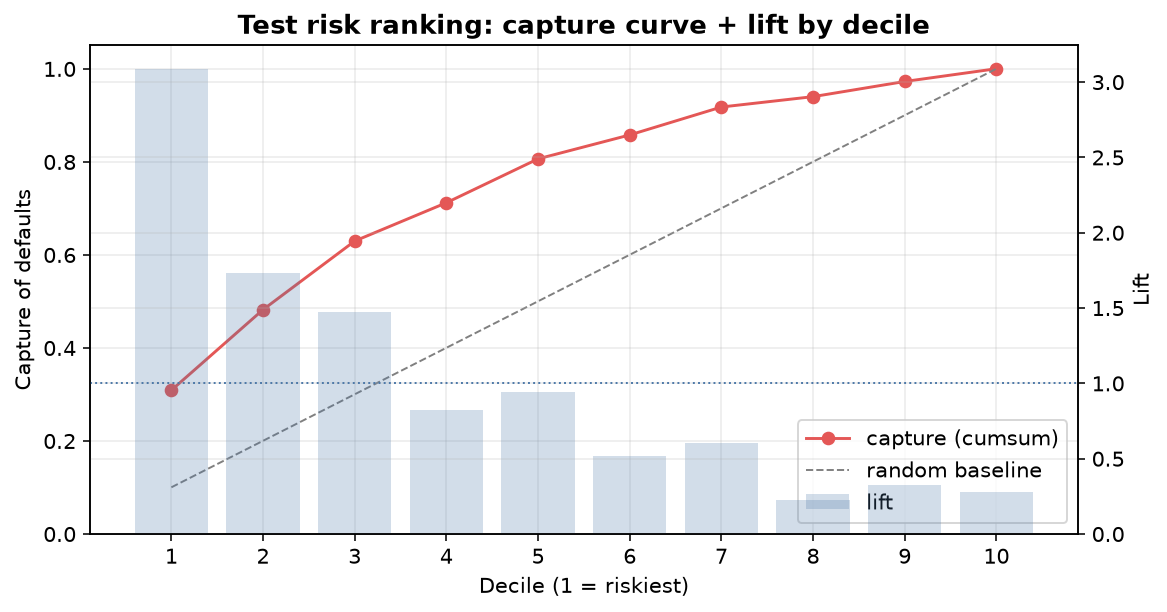 Test risk ranking: capture curve + lift by decile
Capture of defaults
1.0
0.8
0.6
0.4
0.2
0.0
3.0
2.5
2.0
1.5
1.0
0.5
0.0
Lift
capture (cumsum)
random baseline
lift
1 2 3 4 5 6 7 8 9 10
Decile (1 = riskiest)